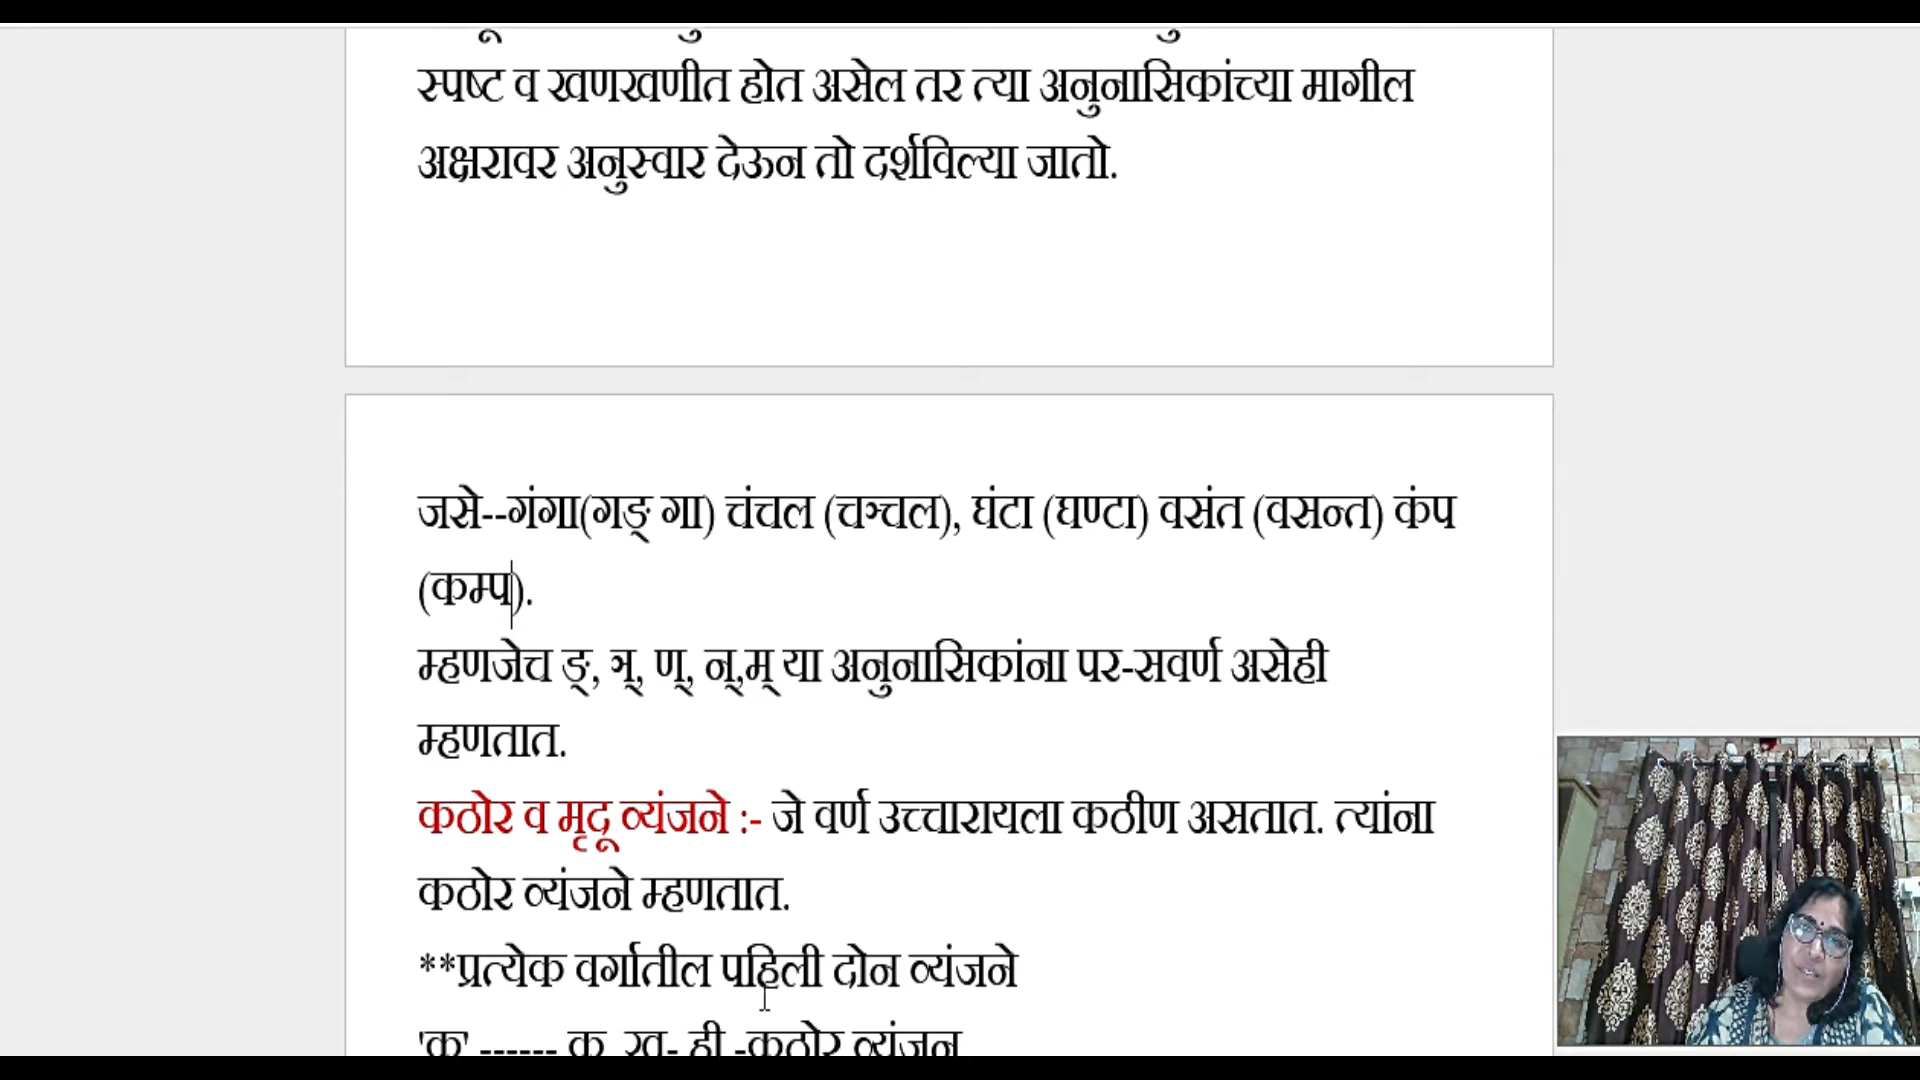 स्पष्ट व खणखणीत होत असेल तर त्या अनुनासिकांच्या मागील
अक्षरावर अनुस्वार देऊन तो दर्शविल्या जातो.
जसे--गंगा(गङ् गा) चंचल (चञ्चल), घंटा (घण्टा) वसंत (वसन्त) कंप
(कम्प).
म्हणजेच ङ्, ञ्, ण्, न्,म् या अनुनासिकांना पर-सवर्ण असेही
म्हणतात.
कठोर व मृदू व्यंजने :- जे वर्ण उच्चारायला कठीण असतात. त्यांना
कठोर व्यंजने म्हणतात.
**प्रत्येक वर्गातील पहिली दोन व्यंजने
'क' ------ क ख- ही -कठोर व्यंजन